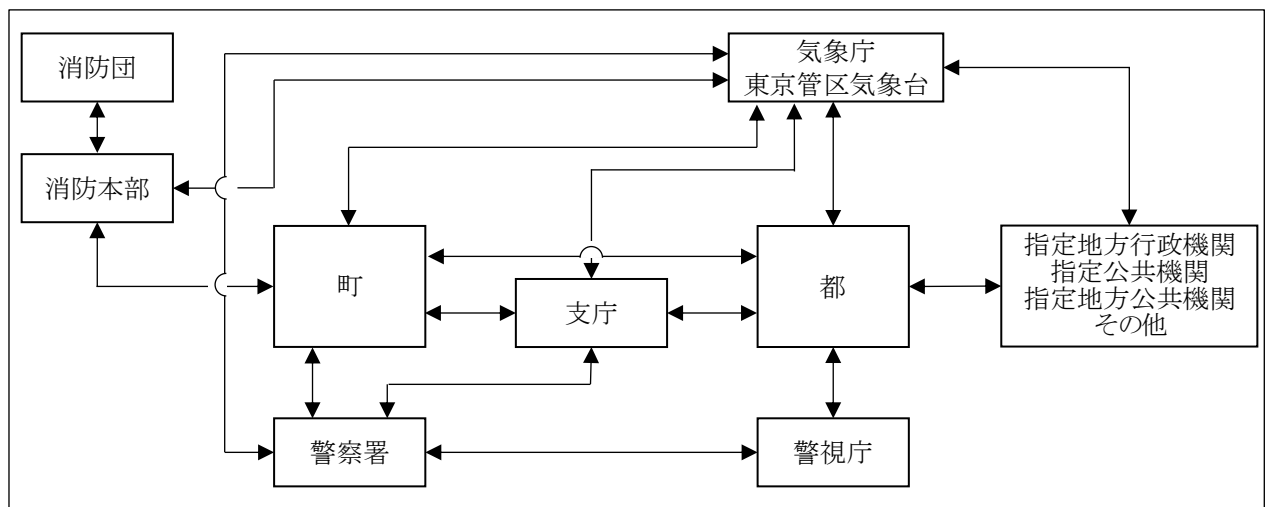 消防団
気象庁
東京管区気象台
消防本部
町
支庁
都
指定地方行政機関
指定公共機関
指定地方公共機関
その他
警察署
警視庁